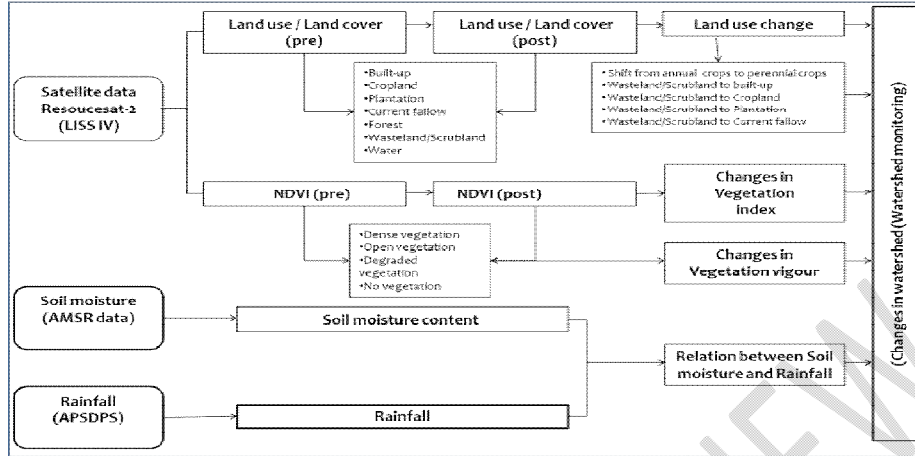 Land use / Land cover
(pre)
Land use / Land cover
(post)
Land use change
Satellite data
Resoucesat-2
(LISS IV)
•Built-up
•Cropland
•Plantation
•Current fallow
•Forest
•Wasteland/Scrubland
•Water
•Shift from annual crops to perennial crops
•Wasteland/Scrubland to built-up
•Wasteland/Scrubland to Cropland
•Wasteland/Scrubland to Plantation
•Wasteland/Scrubland to Current fallow
NDVI (pre)
NDVI (post)
Changes in
Vegetation
index
•Dense vegetation
•Open vegetation
•Degraded
vegetation
•No vegetation
Changes in
Vegetation vigour
Soil moisture
(AMSR data)
Soil moisture content
Relation between Soil
moisture and Rainfall
Rainfall
(APSDPS)
Rainfall
(Changes in watershed (Watershed monitoring)